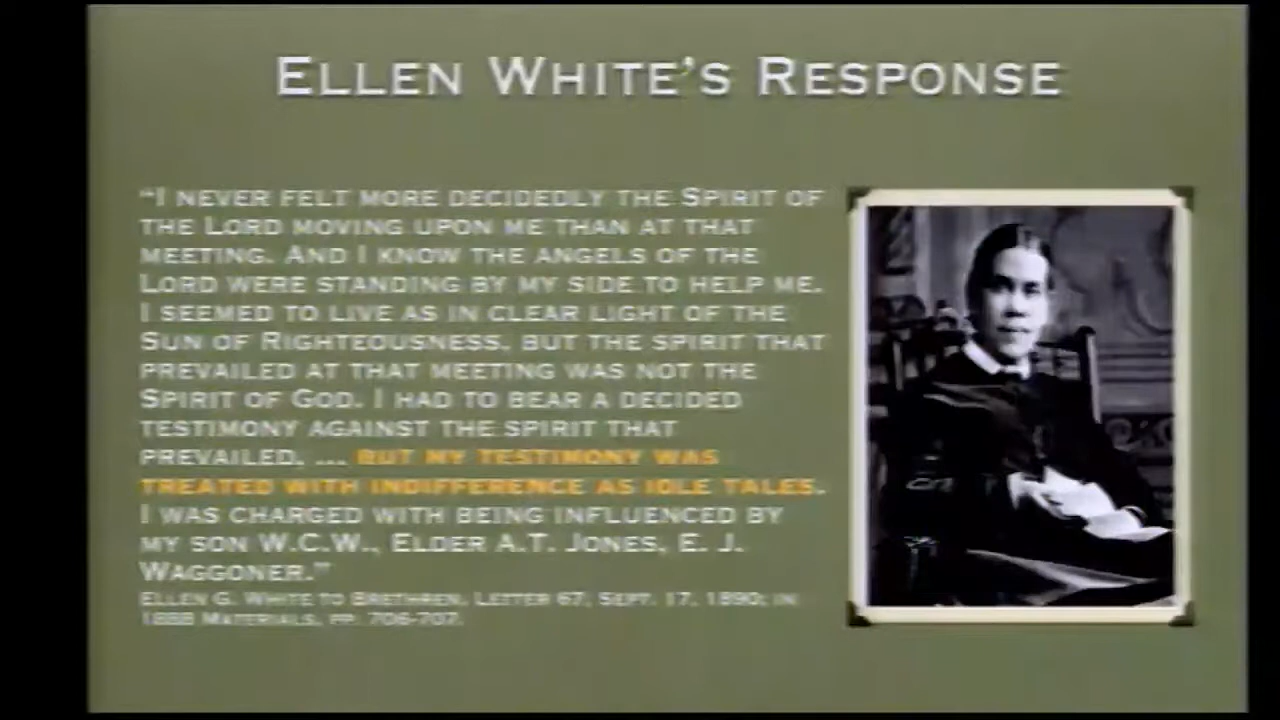 ELLEN WHITE'S RESPONSE
"I NEVER FELT MORE DECIDEDLY THE SPIRIT OF
THE LORD MOVING UPON ME THAN AT THAT
MEETING. AND I KNOW THE ANGELS OF THE
LORD WERE STANDING BY MY SIDE TO HELP ME.
I SEEMED TO LIVE AS IN CLEAR LIGHT OF THE
SUN OF RIGHTEOUSNESS, BUT THE SPIRIT THAT
PREVAILED AT THAT MEETING WAS NOT THE
SPIRIT OF GOD. I HAD TO BEAR A DECIDED
TESTIMONY AGAINST THE SPIRIT THAT
PREVAILED, ... BUT MY TESTIMONY WAS
TREATED WITH INDIFFERENCE AS IDLE TALES.
I WAS CHARGED WITH BEING INFLUENCED BY
MY SON W.C.W., ELDER A.T. JONES, E. J.
WAGGONER."
ELLEN G. WHITE TO BRETHREN, LETTER 67, SEPT. 17, 1890; IN
1888 MATERIALS, PP. 706-707.